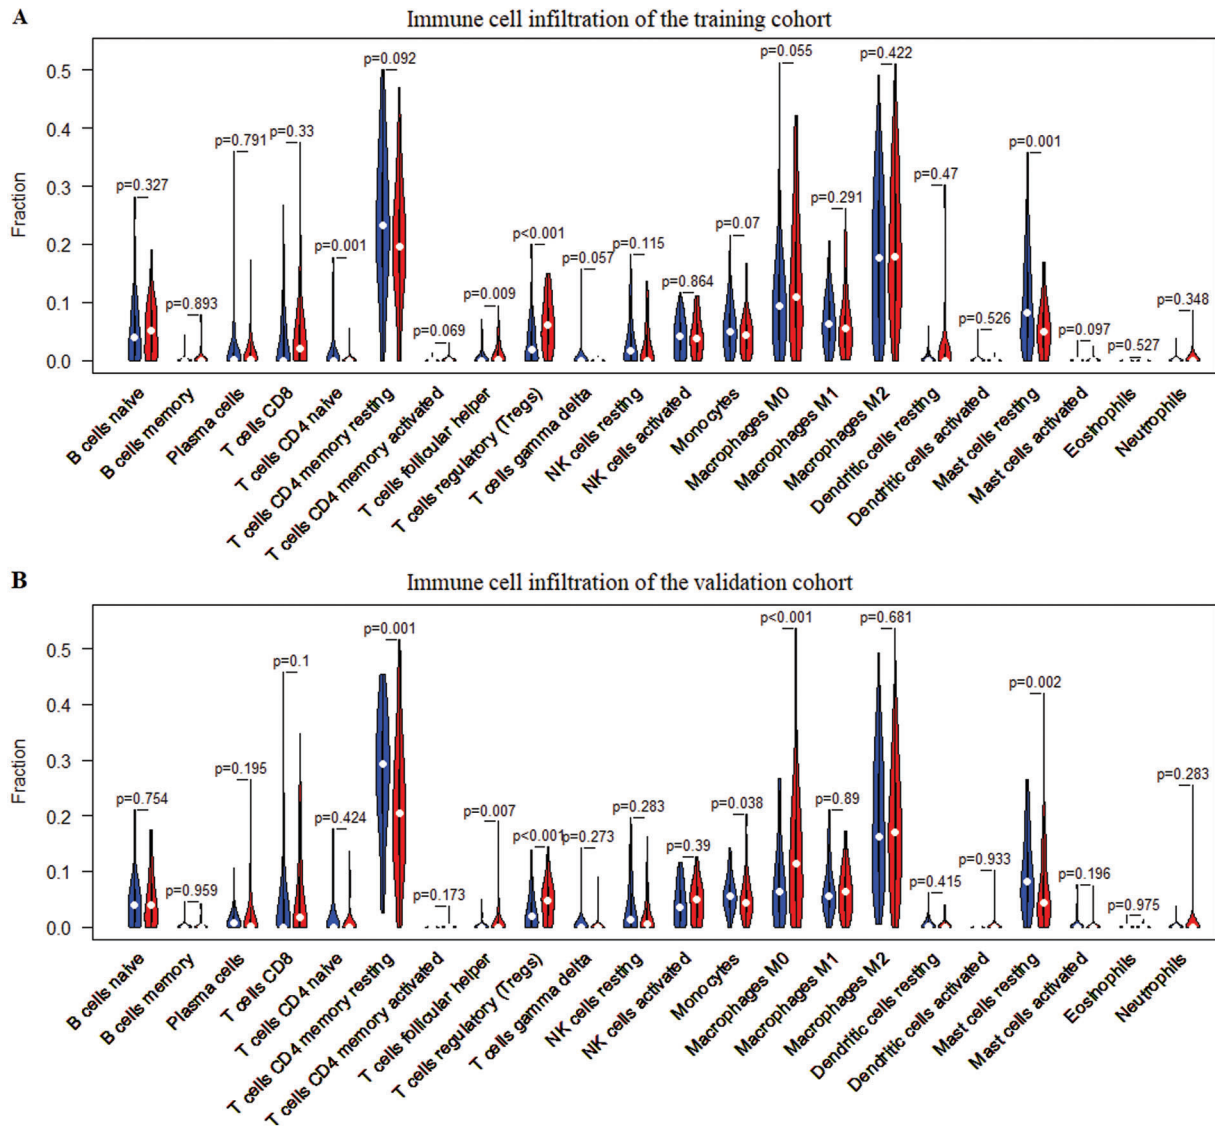 A
Immune cell infiltration of the training cohort
Fraction
0.5
0.4
0.3
0.2
0.1
0.0
p=0.327
p=0.893
p=0.791
p=0.33
p=0.001
p=0.092
p=0.069
p=0.009
p<0.001
p=0.057
p=0.115
p=0.864
p=0.07
p=0.055
p=0.291
p=0.422
p=0.47
p=0.526
p=0.001
p=0.097
p=0.527
p=0.348
B cells naive
B cells memory
Plasma cells
T cells CD8
T cells CD4 naive
T cells CD4 memory resting
T cells CD4 memory activated
T cells follicular helper
T cells regulatory (Tregs)
T cells gamma delta
NK cells resting
NK cells activated
Monocytes
Macrophages M0
Macrophages M1
Macrophages M2
Dendritic cells resting
Dendritic cells activated
Mast cells resting
Mast cells activated
Eosinophils
Neutrophils
B
Immune cell infiltration of the validation cohort
Fraction
0.5
0.4
0.3
0.2
0.1
0.0
p=0.754
p=0.959
p=0.195
p=0.1
p=0.424
p=0.001
p=0.173
p=0.007
p<0.001
p=0.273
p=0.283
p=0.39
p=0.038
p<0.001
p=0.89
p=0.681
p=0.415
p=0.933
p=0.002
p=0.196
p=0.975
p=0.283
B cells naive
B cells memory
Plasma cells
T cells CD8
T cells CD4 naive
T cells CD4 memory resting
T cells CD4 memory activated
T cells follicular helper
T cells regulatory (Tregs)
T cells gamma delta
NK cells resting
NK cells activated
Monocytes
Macrophages M0
Macrophages M1
Macrophages M2
Dendritic cells resting
Dendritic cells activated
Mast cells resting
Mast cells activated
Eosinophils
Neutrophils